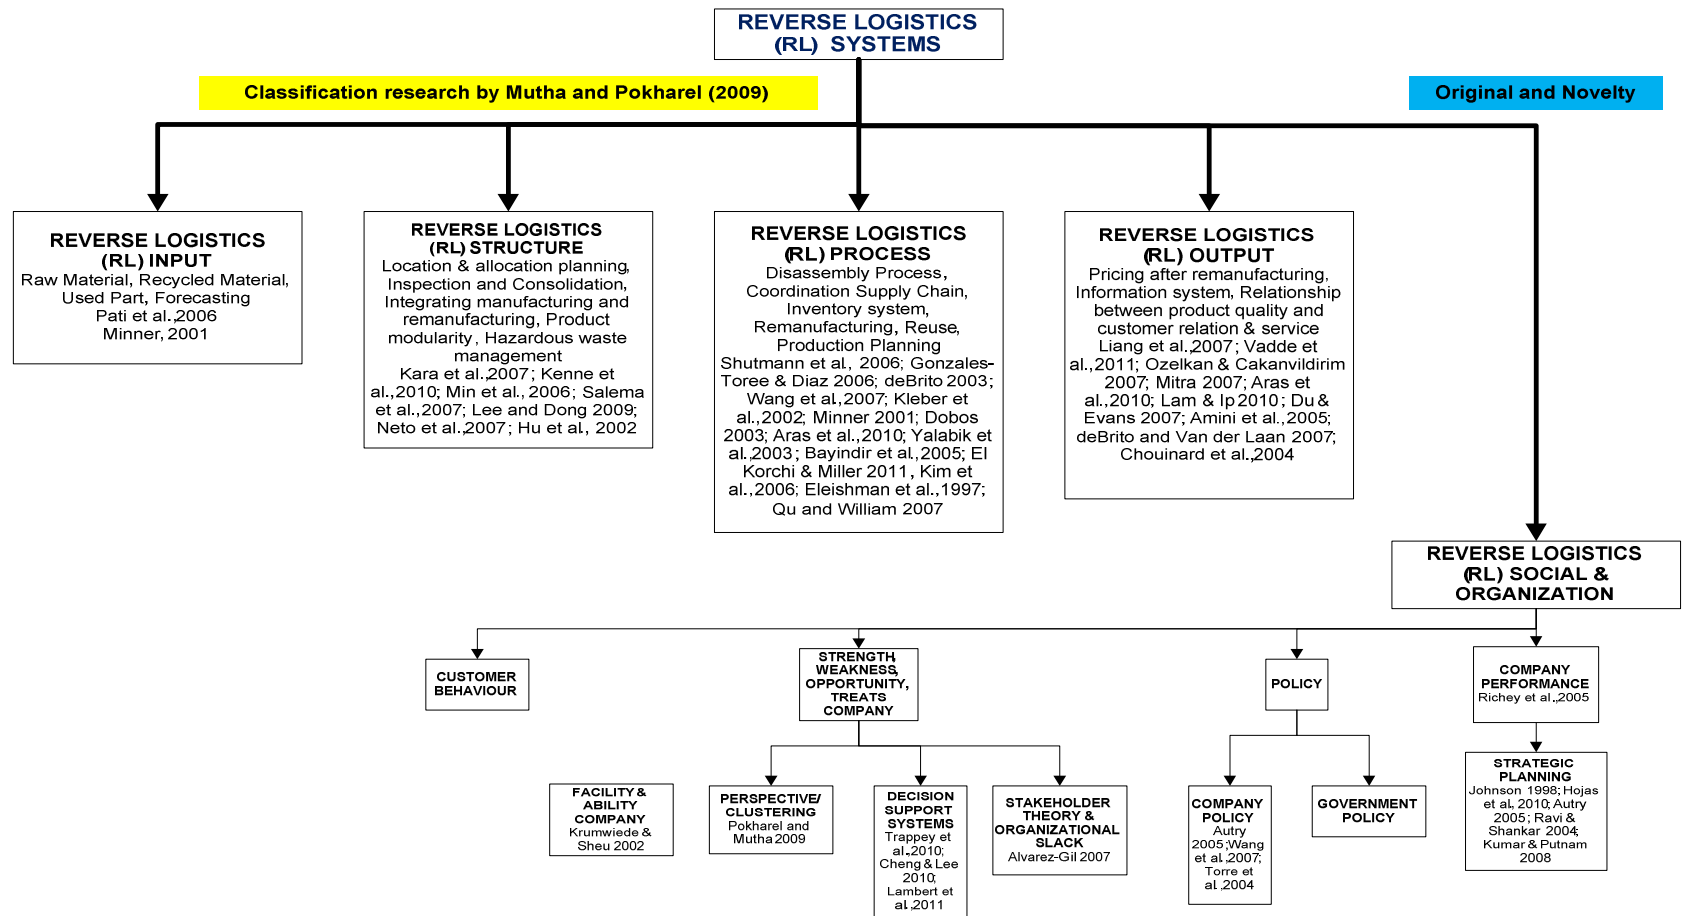 REVERSE LOGISTICS
(RL) SYSTEMS
Classification research by Mutha and Pokharel (2009)
Original and Novelty
REVERSE LOGISTICS
(RL) INPUT
Raw Material, Recycled Material,
Used Part, Forecasting
Pati et al.,2006
Minner, 2001
REVERSE LOGISTICS
(RL) STRUCTURE
Location & allocation planning,
Inspection and Consolidation,
Integrating manufacturing and
remanufacturing, Product
modularity, Hazardous waste
management
Kara et al.,2007; Kenne et
al.,2010; Min et al., 2006; Salema
et al.,2007; Lee and Dong 2009;
Neto et al.,2007; Hu et al., 2002
REVERSE LOGISTICS
(RL) PROCESS
Disassembly Process,
Coordination Supply Chain,
Inventory system,
Remanufacturing, Reuse,
Production Planning
Shutmann et al., 2006; Gonzales-
Toree & Diaz 2006; deBrito 2003;
Wang et al.,2007; Kleber et
al.,2002; Minner 2001; Dobos
2003; Aras et al.,2010; Yalabik et
al.,2003; Bayindir et al.,2005; El
Korchi & Miller 2011, Kim et
al.,2006; Eleishman et al.,1997;
Qu and William 2007
REVERSE LOGISTICS
(RL) OUTPUT
Pricing after remanufacturing,
Information system, Relationship
between product quality and
customer relation & service
Liang et al.,2007; Vadde et
al.,2011; Ozelkan & Cakanvildirim
2007; Mitra 2007; Aras et
al.,2010; Lam & Ip 2010; Du &
Evans 2007; Amini et al.,2005;
deBrito and Van der Laan 2007;
Chouinard et al.,2004
REVERSE LOGISTICS
(RL) SOCIAL &
ORGANIZATION
CUSTOMER
BEHAVIOUR
STRENGTH,
WEAKNESS,
OPPORTUNITY,
TREATS
COMPANY
POLICY
COMPANY
PERFORMANCE
Richey et al.,2005
FACILITY &
ABILITY
COMPANY
Krumwiede &
Sheu 2002
PERSPECTIVE/
CLUSTERING
Pokharel and
Mutha 2009
DECISION
SUPPORT
SYSTEMS
Trappey et
al.,2010;
Cheng & Lee
2010;
Lambert et
al.,2011
STAKEHOLDER
THEORY &
ORGANIZATIONAL
SLACK
Alvarez-Gil 2007
COMPANY
POLICY
Autry
2005;Wang
et al.,2007;
Torre et
al.,2004
GOVERNMENT
POLICY
STRATEGIC
PLANNING
Johnson 1998; Hojas
et al., 2010; Autry
2005; Ravi &
Shankar 2004;
Kumar & Putnam
2008